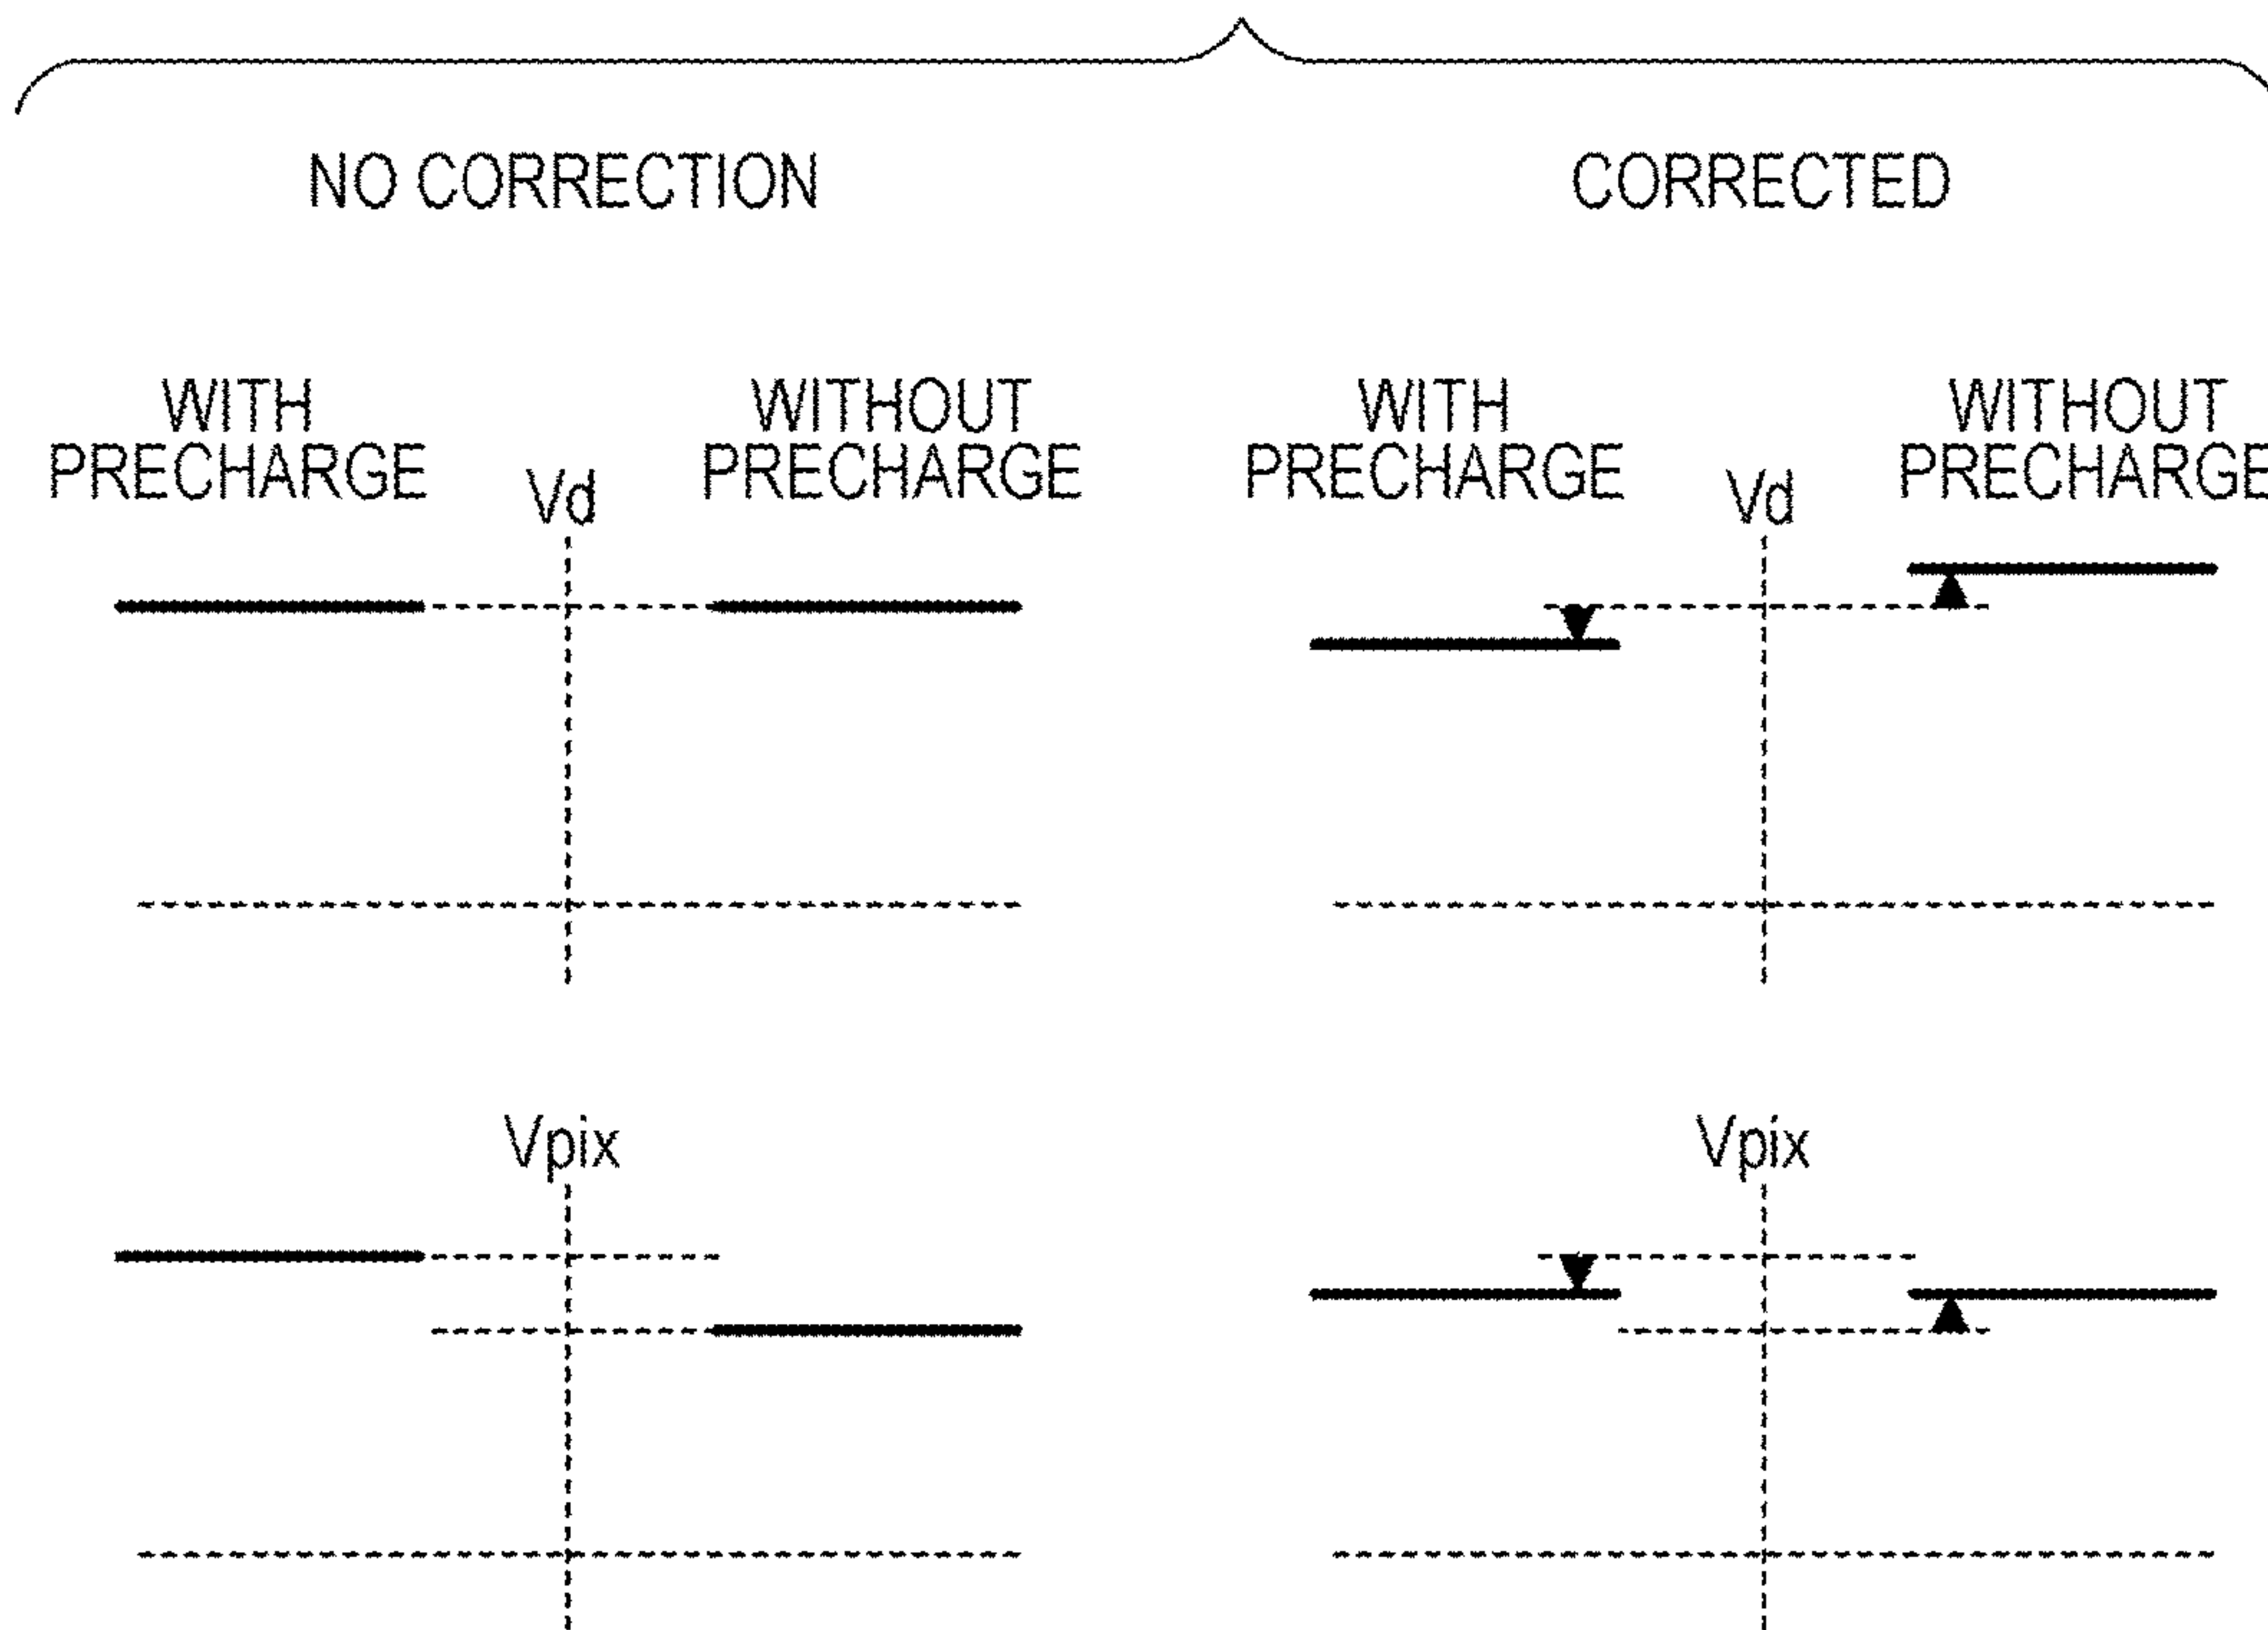 NO CORRECTION
CORRECTED
WITH
PRECHARGE
Vd
WITHOUT
PRECHARGE
WITH
PRECHARGE
Vd
WITHOUT
PRECHARGE
Vpix
Vpix